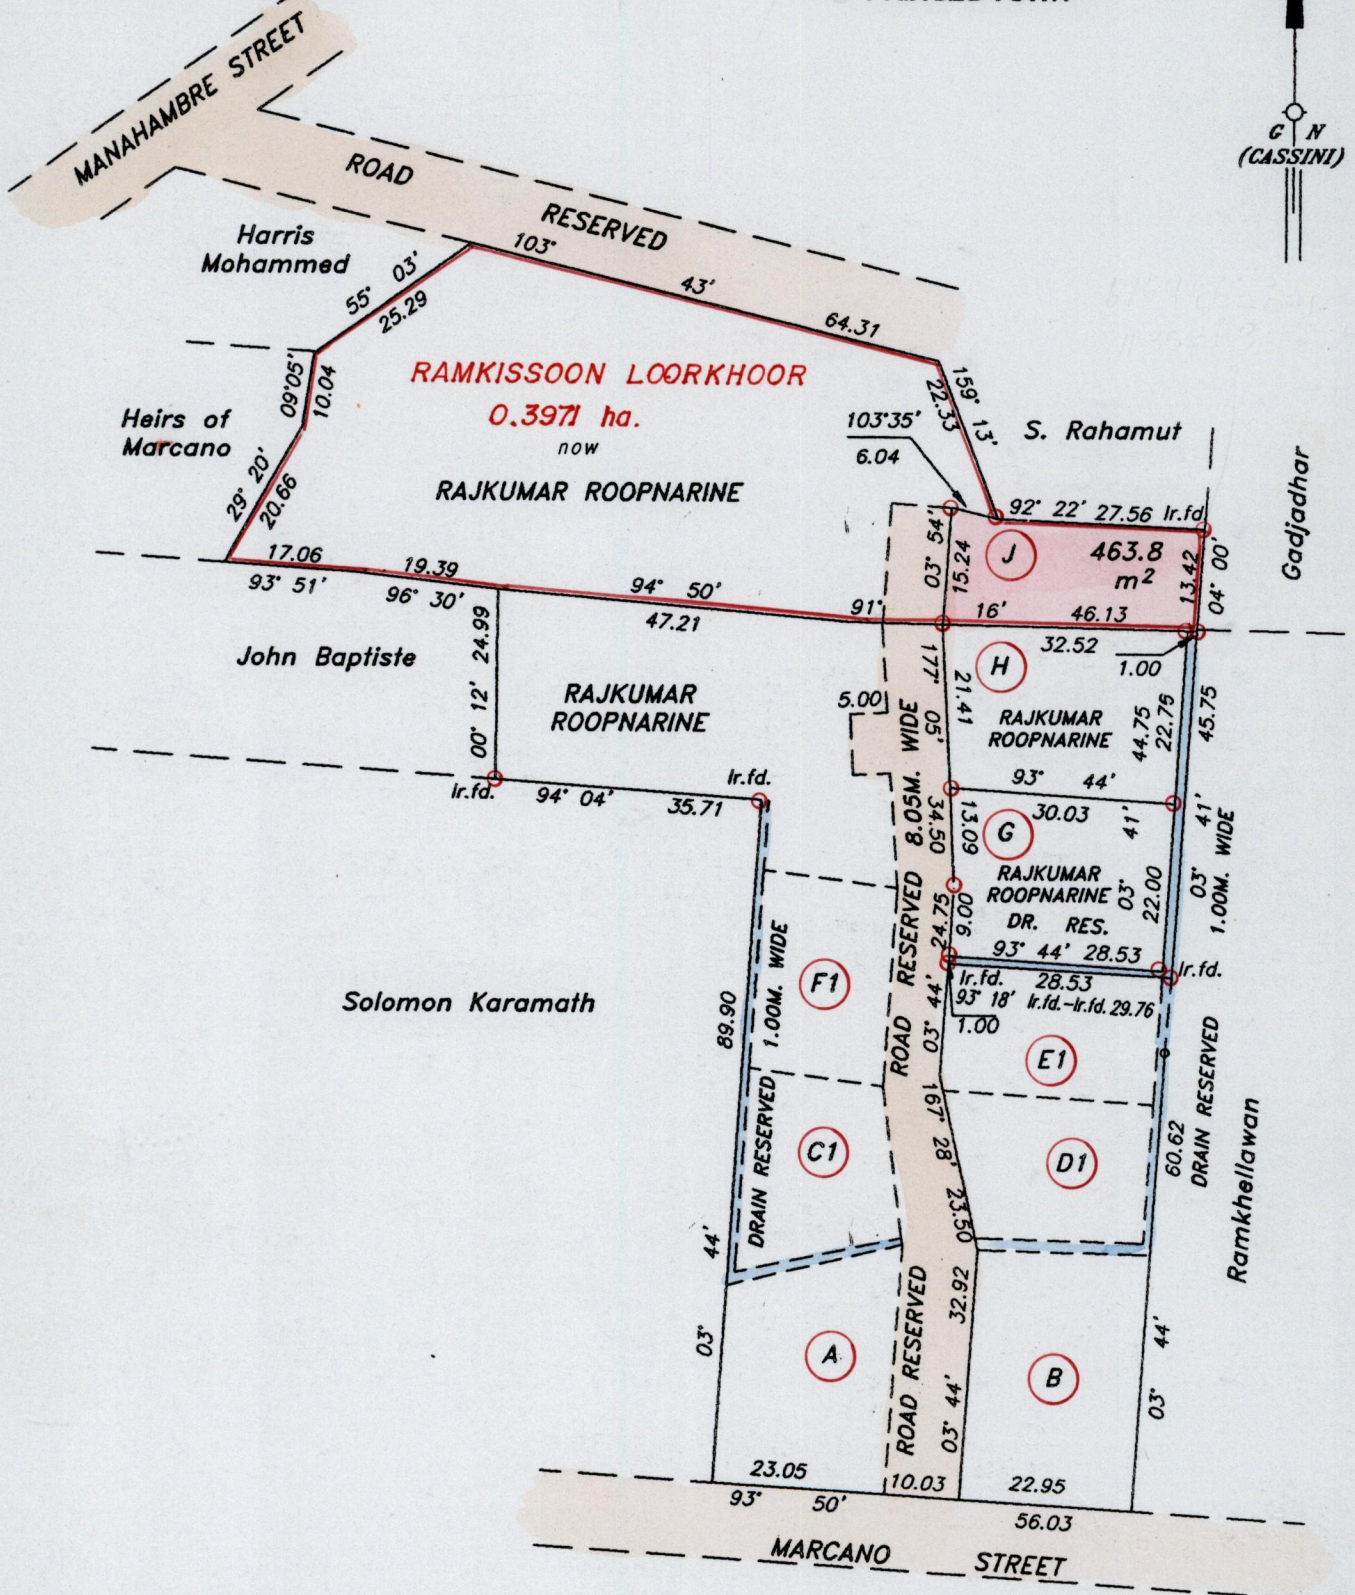 G N
(CASSINI)
MANAHAMBRE STREET
ROAD
RESERVED
Harris
Mohammed
103° 43' 64.31
55° 03'
25.29
09°05'
10.04
Heirs of
Marcano
29° 20'
20.66
RAMKISSOON LOORKHOOR
0.3971 ha.
now
RAJKUMAR ROOPNARINE
159° 13'
22.33
103°35'
6.04
S. Rahamut
Gadjadhar
92° 22' 27.56 Ir.fd
J
463.8
m²
03° 54'
15.24
13.42
04° 00'
17.06
93° 51'
19.39
96° 30'
94° 50'
47.21
91° 16' 46.13
32.52
1.00
John Baptiste
00° 12' 24.99
RAJKUMAR
ROOPNARINE
5.00
177° 05'
21.41
H
RAJKUMAR
ROOPNARINE
44.75
22.75
45.75
Ir.fd.
94° 04' 35.71
Ir.fd.
93° 44'
30.03
34.50
13.09
G
RAJKUMAR
ROOPNARINE
DR. RES.
03° 41'
22.00
03° 41'
1.00M. WIDE
ROAD RESERVED 8.05M. WIDE
24.75
9.00
93° 44' 28.53
Ir.fd.
Ir.fd.
28.53
93° 18' Ir.fd.-Ir.fd. 29.76
1.00
Solomon Karamath
89.90
1.00M. WIDE
F1
03° 44'
E1
DRAIN RESERVED
DRAIN RESERVED
C1
167° 28' 23.50
D1
60.62
Ramkhellawan
03° 44'
A
ROAD RESERVED
32.92
03° 44'
B
03° 44'
23.05
10.03
22.95
93° 50'
56.03
MARCANO STREET